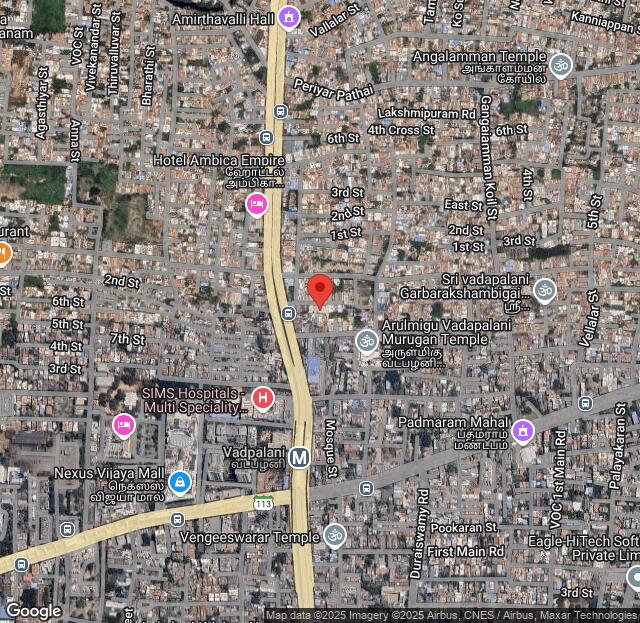 Amirthavalli Hall
Vallalar St
Kanniappan St
anam
VOC St
Vivekanandar St
Thiruvalluvar St
Bharathi St
Agasthiyar St
Anna St
Angalamman Temple
அங்காளம்மன்
கோயில்
Periyar Pathai
Lakshmipuram Rd
4th Cross St
6th St
6th St
Gangaiamman Koil St
Hotel Ambica Empire
ஹோட்டல்
அம்பிகா...
3rd St
2nd St
1st St
East St
4th St
5th St
2nd St
1st St
3rd St
urant
St
2nd St
6th St
5th St
4th St
3rd St
7th St
Sri vadapalani
Garbarakshambigai...
ஸ்ரீ...
Vellalar St
Arulmigu Vadapalani
Murugan Temple
அருள்மிகு
வடபழனி...
SIMS Hospitals -
Multi Speciality...
Mosque St
Padmaram Mahal
பத்மராம்
மண்டபம்
Vadpalani
வடபழனி
Nexus Vijaya Mall
நெக்ஸஸ்
விஜயா மால்
113
Vengeeswarar Temple
Duraiswamy Rd
VOC 1st Main Rd
Palayakaran St
Pookaran St
First Main Rd
Eagle-HiTech Soft
Private Lim
3rd St
Google
Map data ©2025 Imagery ©2025 Airbus, CNES / Airbus, Maxar Technologies